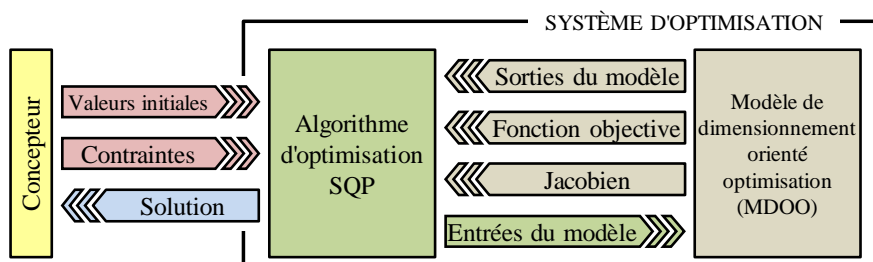 SYSTÈME D'OPTIMISATION
Concepteur
Valeurs initiales
Contraintes
Solution
Algorithme
d'optimisation
SQP
Sorties du modèle
Fonction objective
Jacobien
Entrées du modèle
Modèle de
dimensionnement
orienté
optimisation
(MDOO)